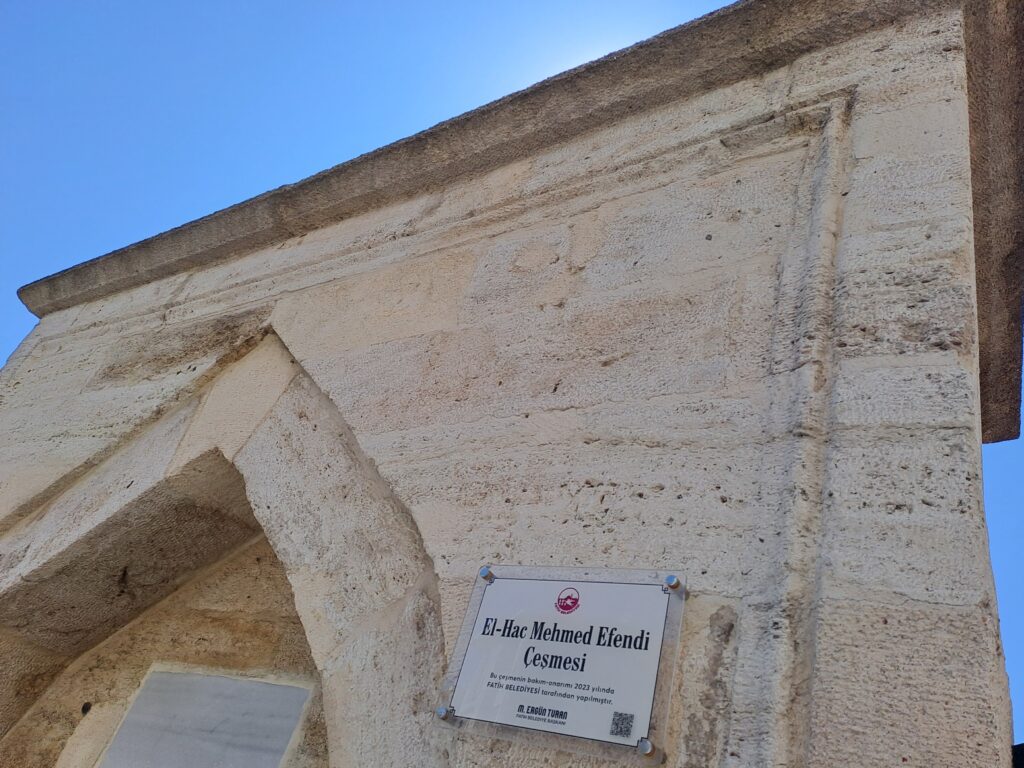 El-Hac Mehmed Efendi
Çeşmesi
Bu çeşmenin bakım-onarımı 2023 yılında
FATİH BELEDİYESİ tarafından yapılmıştır.
M. ERGÜN TURAN
FATİH BELEDİYE BAŞKANI